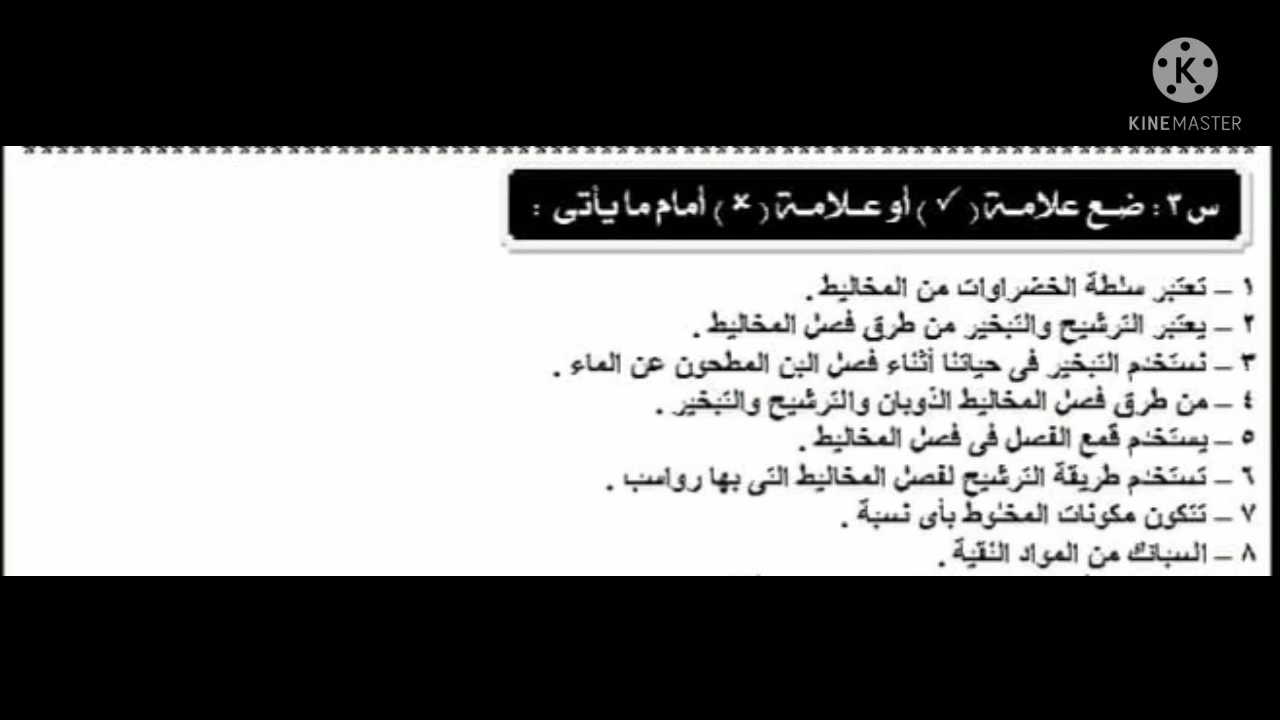 KINEMASTER
س٣ : ضع علامة ( ✓ ) أو علامة ( × ) أمام ما يأتى :
١ – تعتبر سلطة الخضراوات من المخاليط .
٢ – يعتبر الترشيح والتبخير من طرق فصل المخاليط .
٣ – نستخدم التبخير فى حياتنا أثناء فصل البن المطحون عن الماء .
٤ – من طرق فصل المخاليط الذوبان والترشيح والتبخير .
٥ – يستخدم قمع الفصل فى فصل المخاليط .
٦ – تستخدم طريقة الترشيح لفصل المخاليط التى بها رواسب .
٧ – تتكون مكونات المخلوط بأى نسبة .
٨ – السبائك من المواد النقية .